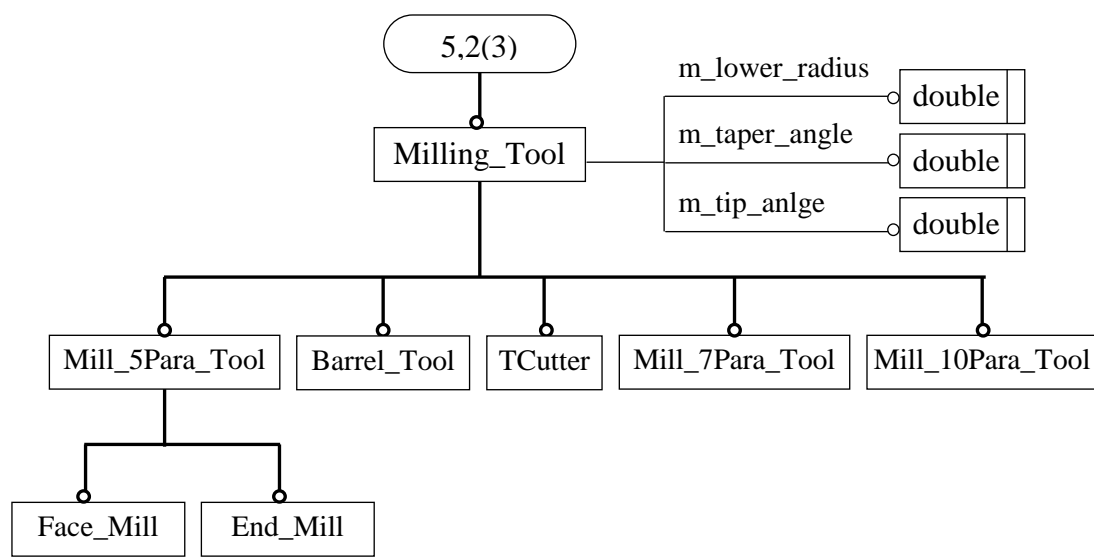 5,2(3)
m_lower_radius
double
Milling_Tool
m_taper_angle
double
m_tip_anlge
double
Mill_5Para_Tool
Barrel_Tool
TCutter
Mill_7Para_Tool
Mill_10Para_Tool
Face_Mill
End_Mill